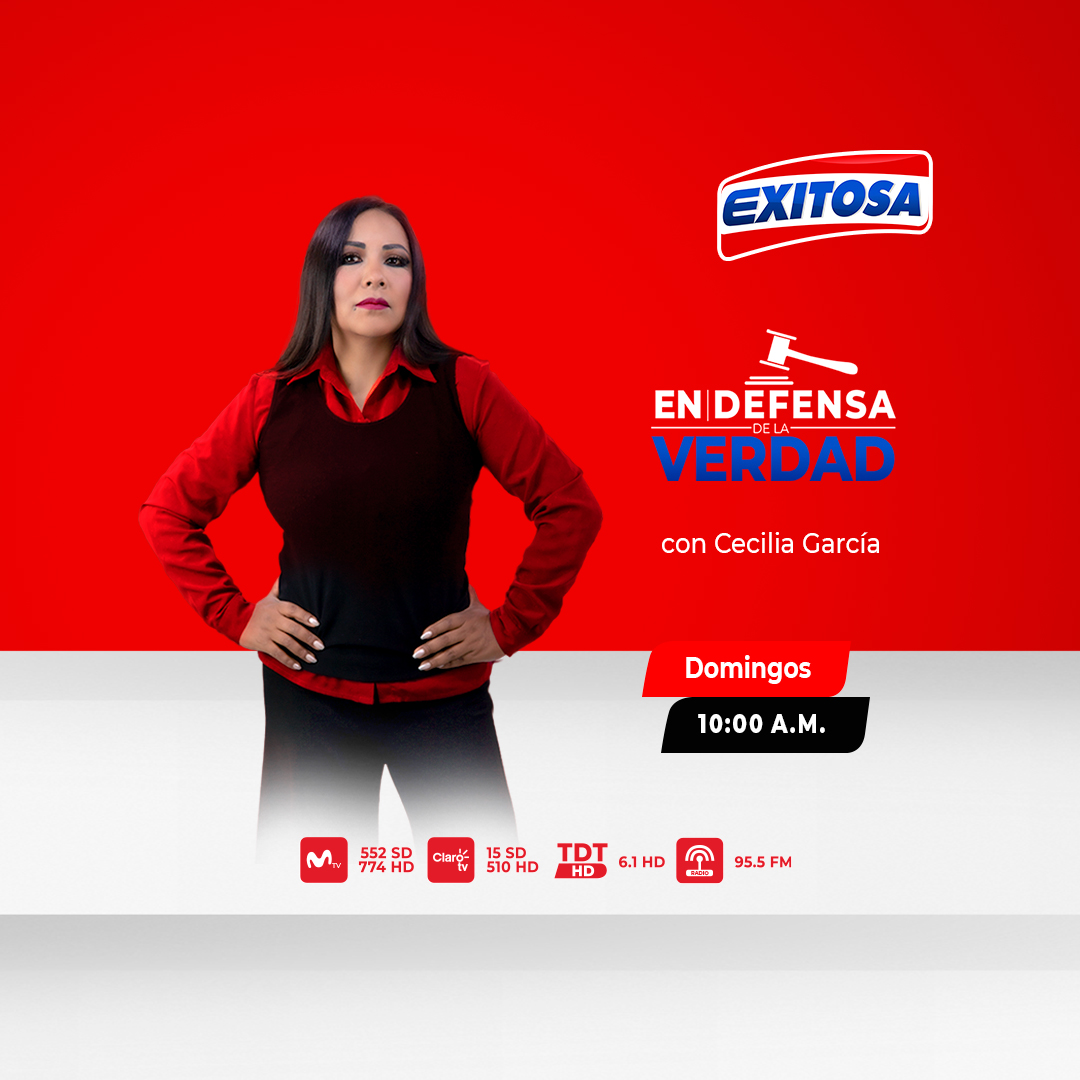 EXITOSA
EN DEFENSA
DE LA
VERDAD
con Cecilia García
Domingos
10:00 A.M.
TV
552 SD
774 HD
Claro
tv
15 SD
510 HD
TDT
HD
6.1 HD
RADIO
95.5 FM